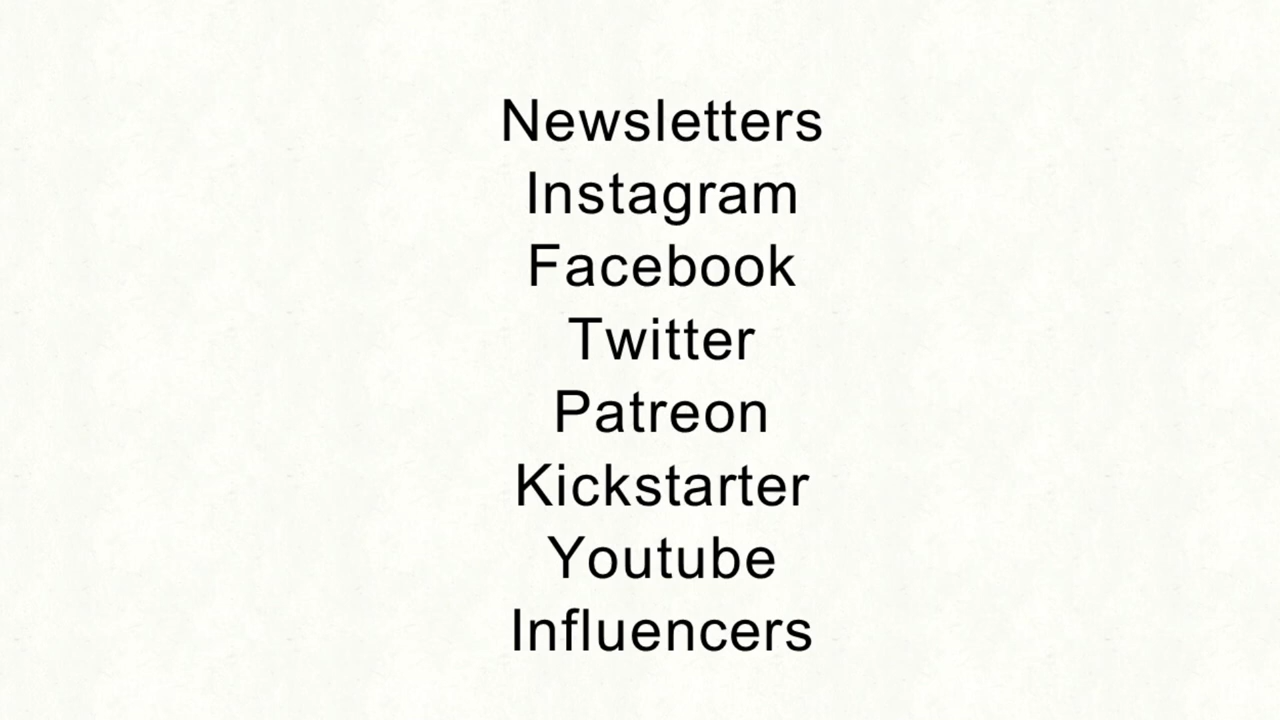 Newsletters
Instagram
Facebook
Twitter
Patreon
Kickstarter
Youtube
Influencers